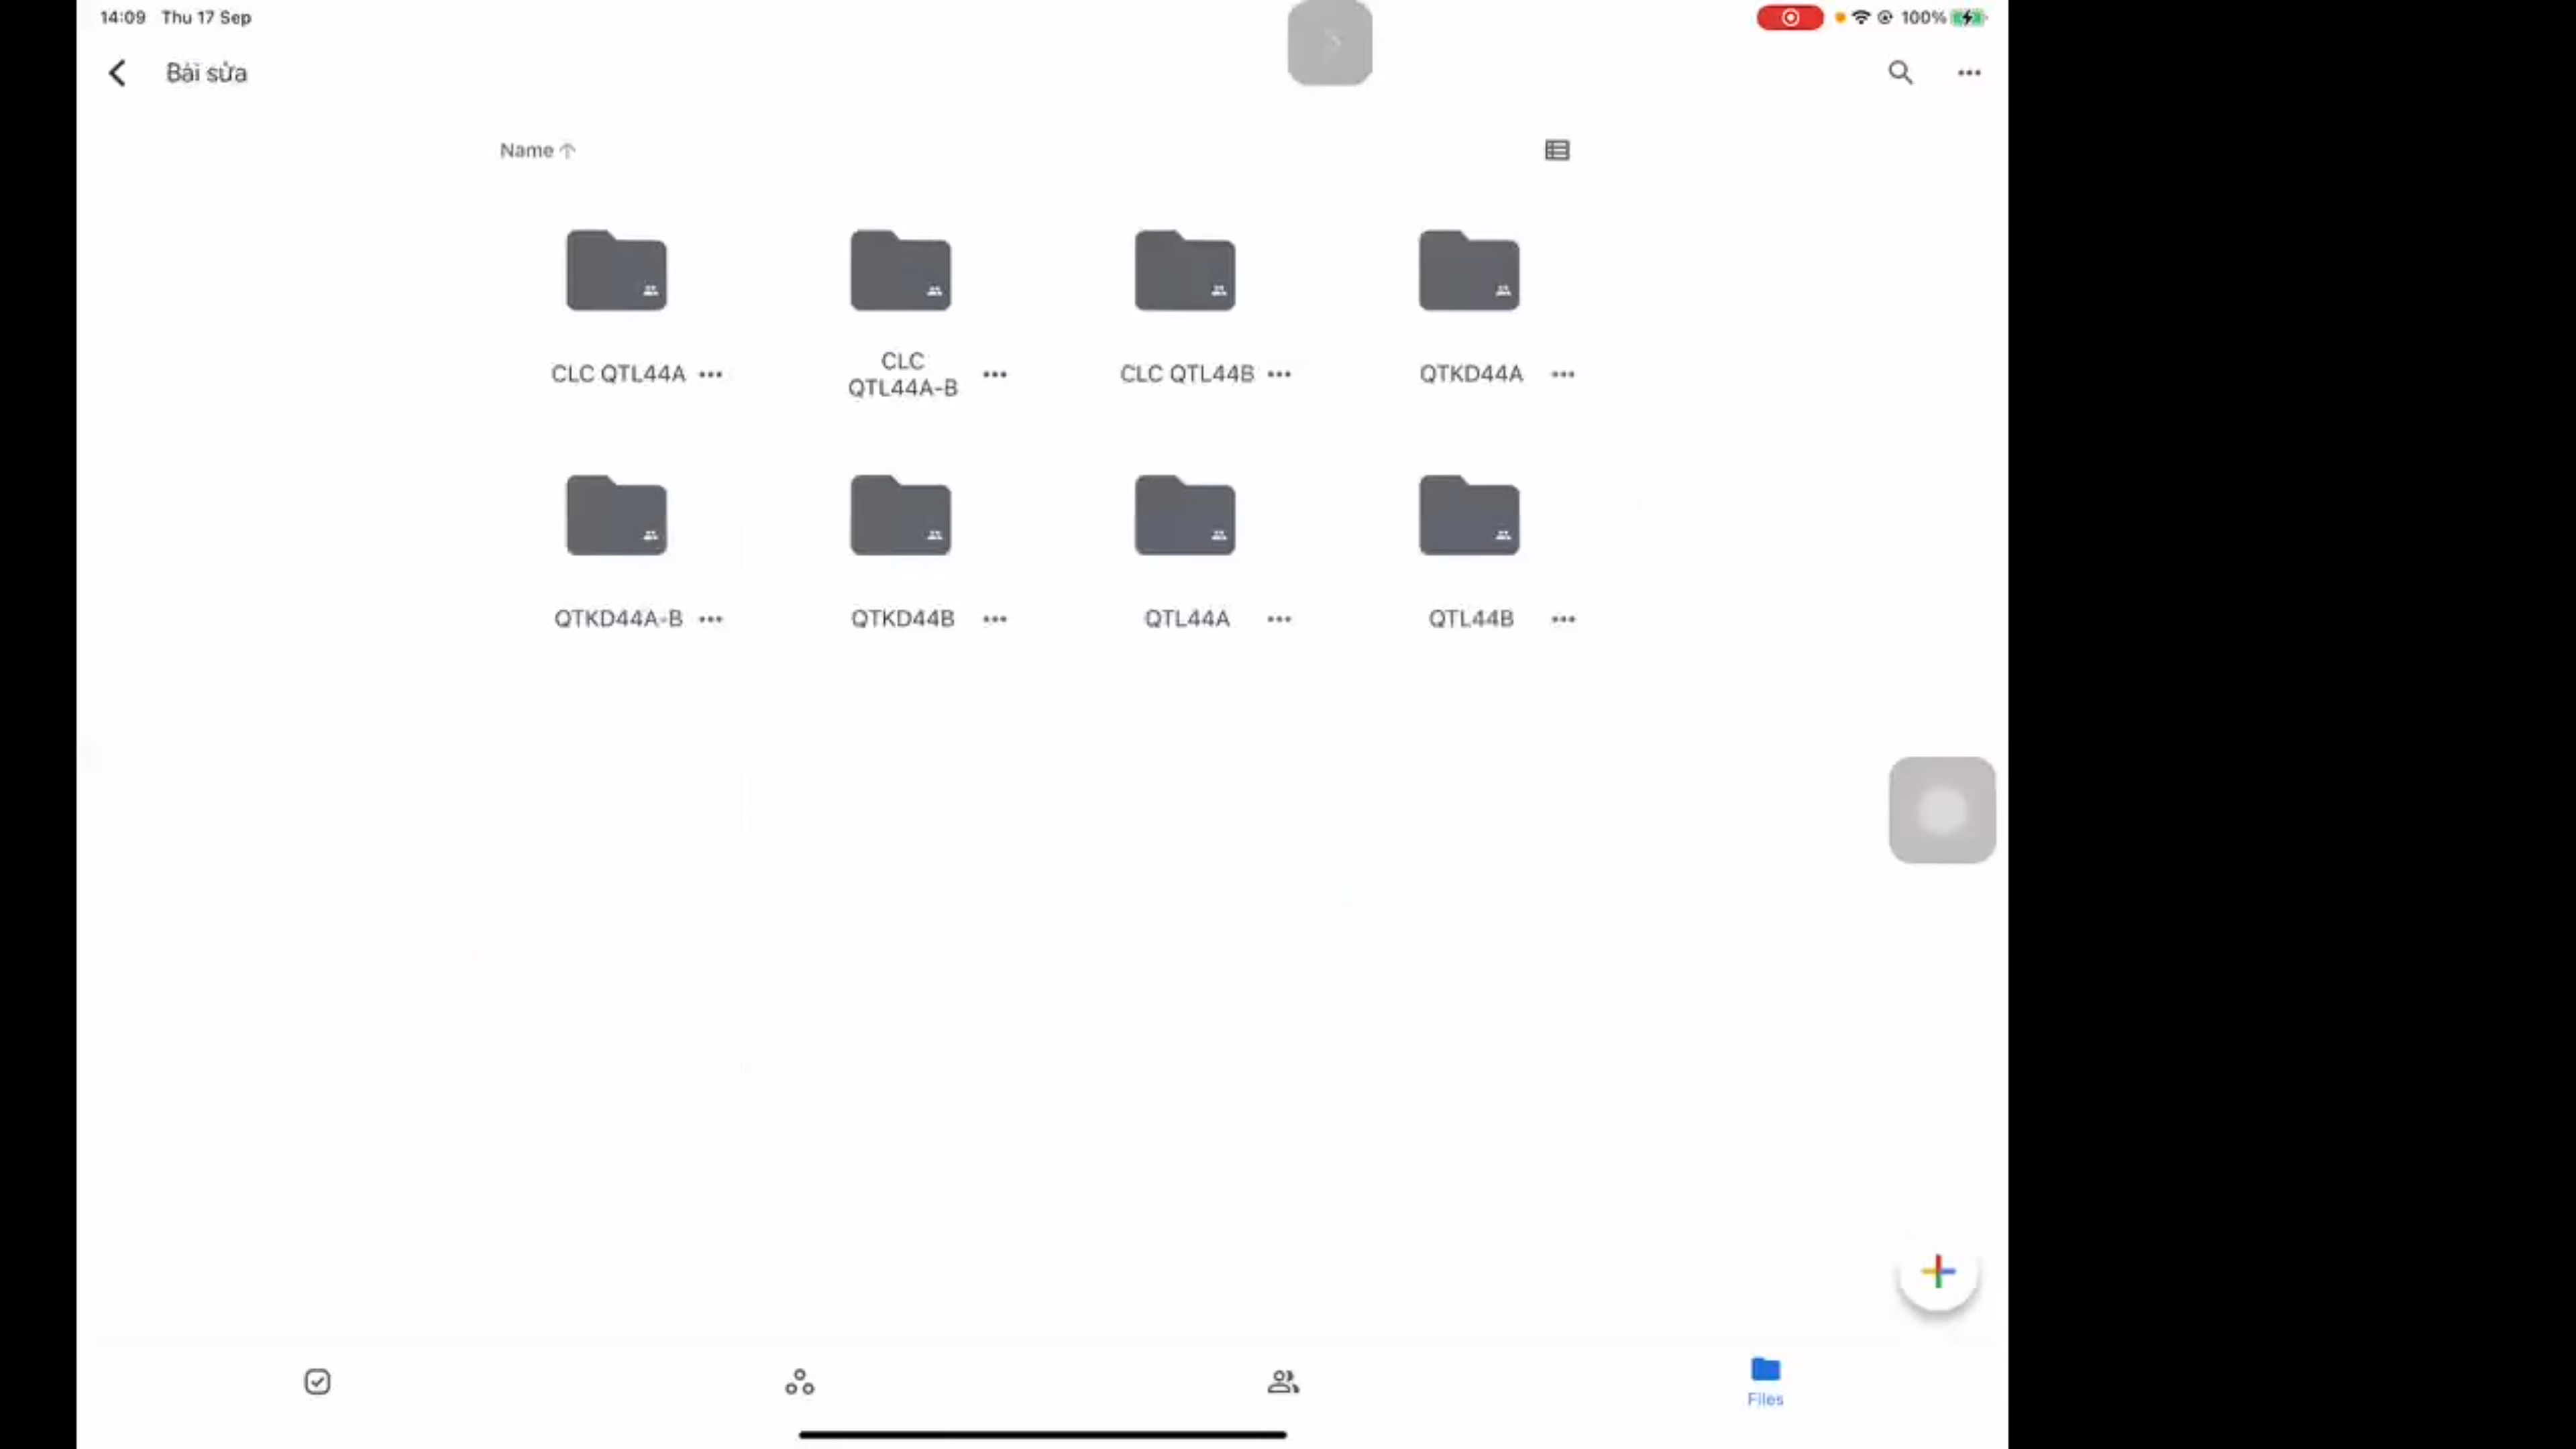 14:09 Thu 17 Sep
100%
Bài sửa
Name
CLC QTL44A
CLC
QTL44A-B
CLC QTL44B
QTKD44A
QTKD44A-B
QTKD44B
QTL44A
QTL44B
Files